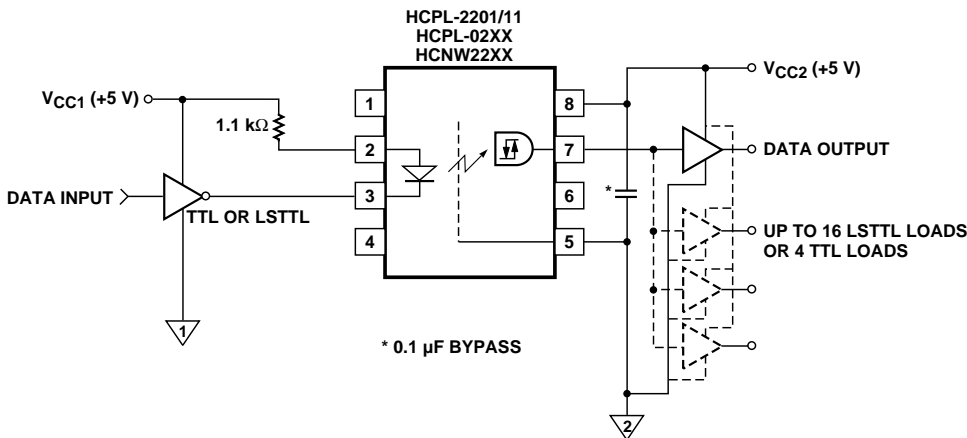 HCPL-2201/11
HCPL-02XX
HCNW22XX
VCC1 (+5 V)
1.1 kΩ
DATA INPUT
TTL OR LSTTL
1
2
3
4
8
7
6
5
VCC2 (+5 V)
DATA OUTPUT
*
UP TO 16 LSTTL LOADS
OR 4 TTL LOADS
1
* 0.1 µF BYPASS
2